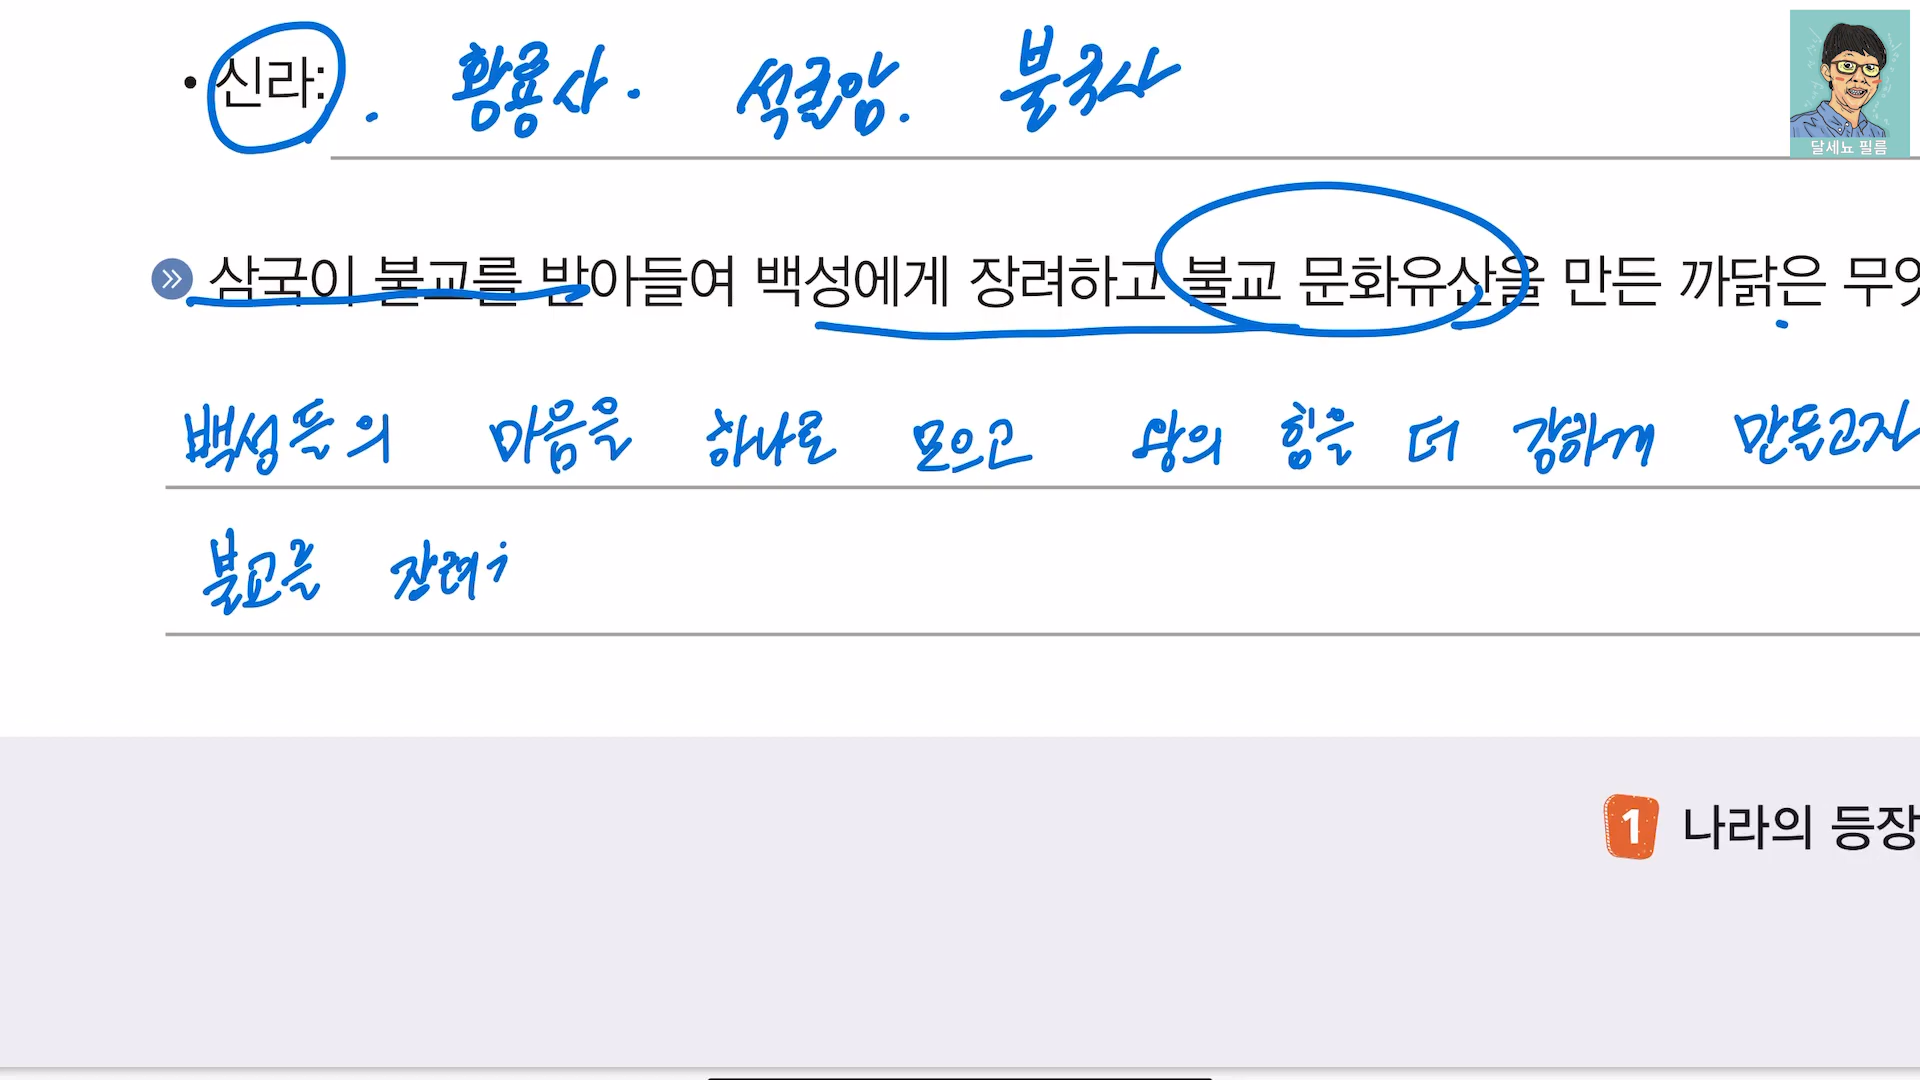 • 신라: . 황룡사. 석굴암. 불국사
달세뇨 필름
삼국이 불교를 받아들여 백성에게 장려하고 불교 문화유산을 만든 까닭은 무엇
백성들의 마음을 하나로 모으고 왕의 힘을 더 강하게 만들고자
불교를 장려
1 나라의 등장